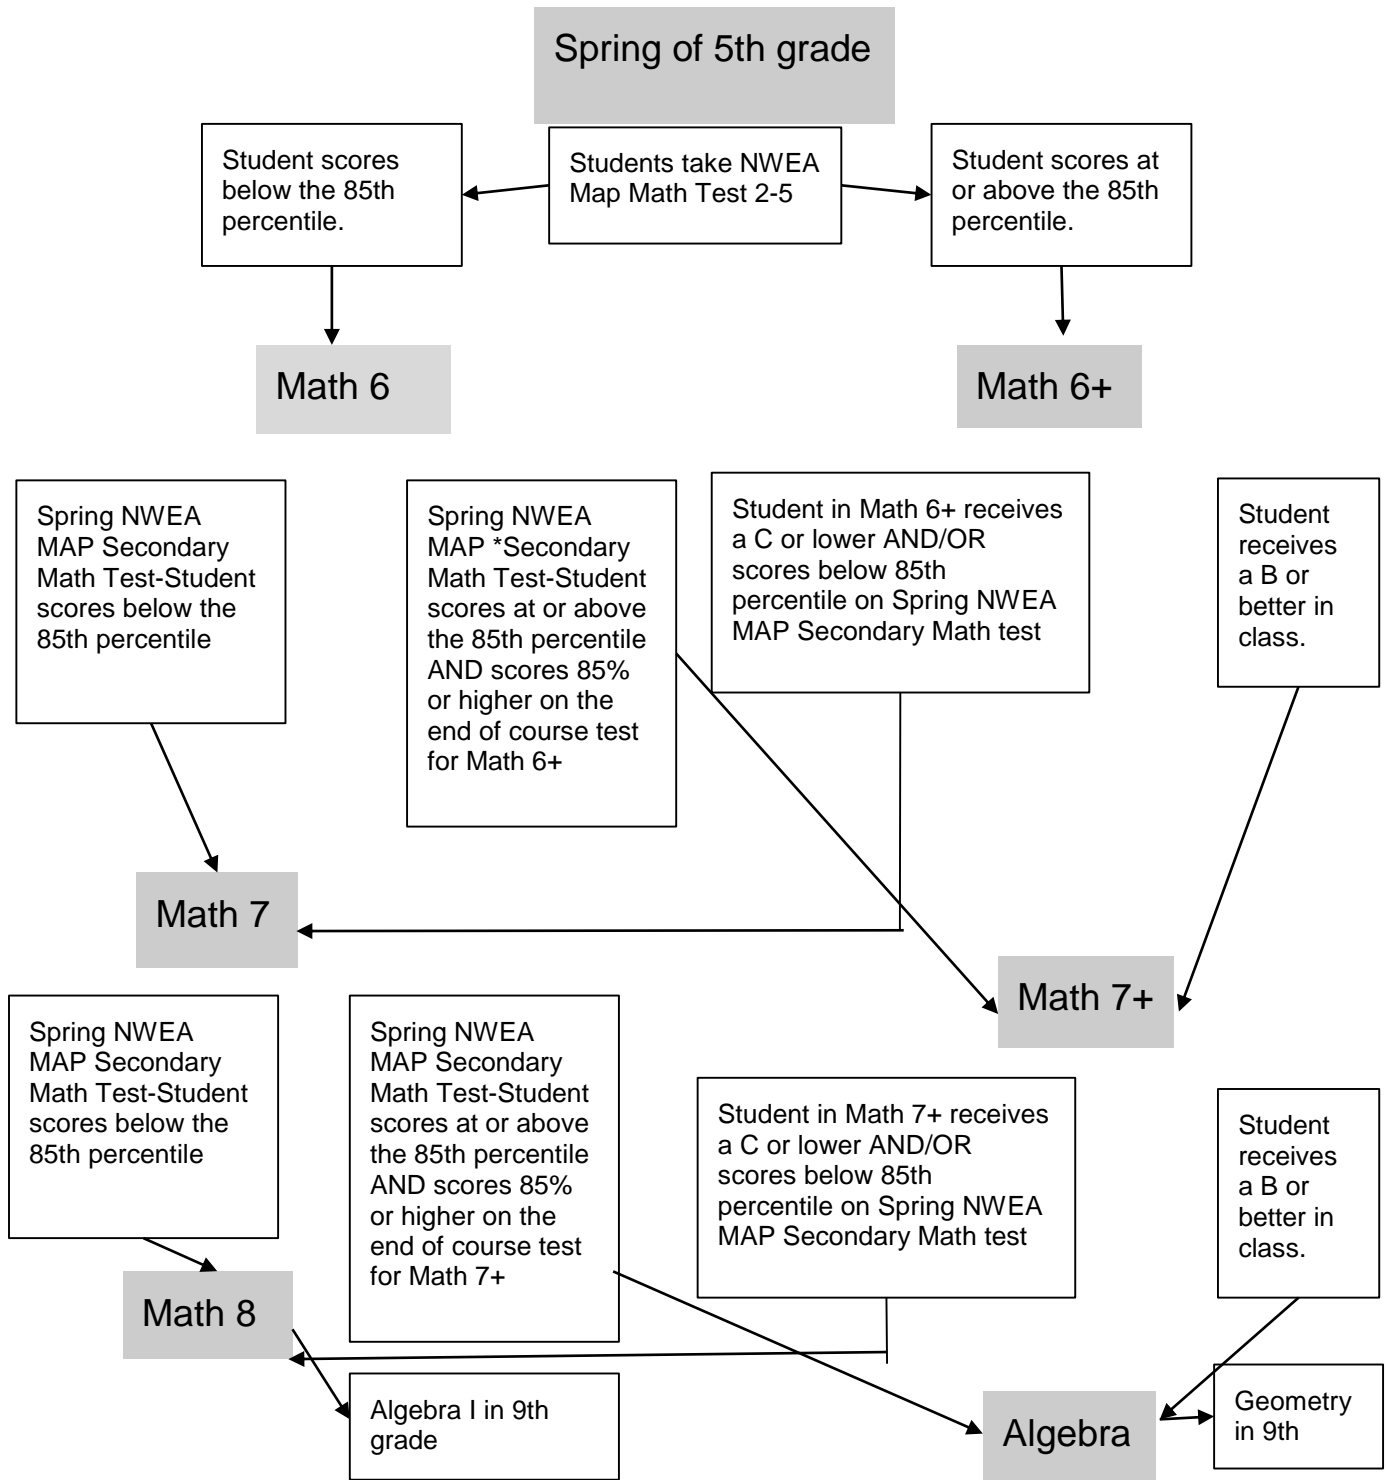 Spring of 5th grade
Student scores
below the 85th
percentile.
Students take NWEA
Map Math Test 2-5
Student scores at
or above the 85th
percentile.
Math 6
Math 6+
Spring NWEA
MAP Secondary
Math Test-Student
scores below the
85th percentile
Spring NWEA
MAP *Secondary
Math Test-Student
scores at or above
the 85th percentile
AND scores 85%
or higher on the
end of course test
for Math 6+
Student in Math 6+ receives
a C or lower AND/OR
scores below 85th
percentile on Spring NWEA
MAP Secondary Math test
Student
receives
a B or
better in
class.
Math 7
Math 7+
Spring NWEA
MAP Secondary
Math Test-Student
scores below the
85th percentile
Spring NWEA
MAP Secondary
Math Test-Student
scores at or above
the 85th percentile
AND scores 85%
or higher on the
end of course test
for Math 7+
Student in Math 7+ receives
a C or lower AND/OR
scores below 85th
percentile on Spring NWEA
MAP Secondary Math test
Student
receives
a B or
better in
class.
Math 8
Algebra I in 9th
grade
Algebra
Geometry
in 9th